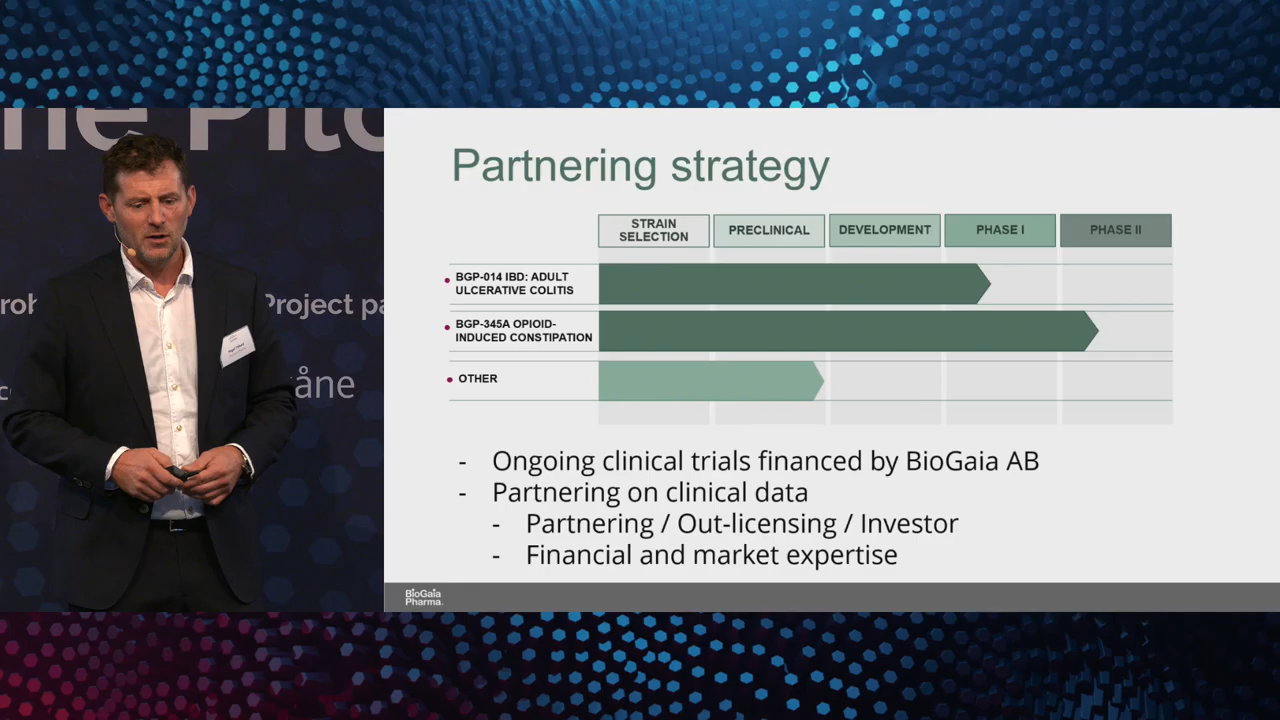 he Pitc
Project pa
åne
Partnering strategy
STRAIN
SELECTION
PRECLINICAL
DEVELOPMENT
PHASE I
PHASE II
• BGP-014 IBD: ADULT
ULCERATIVE COLITIS
• BGP-345A OPIOID-
INDUCED CONSTIPATION
• OTHER
- Ongoing clinical trials financed by BioGaia AB
- Partnering on clinical data
- Partnering / Out-licensing / Investor
- Financial and market expertise
BioGaia
Pharma.